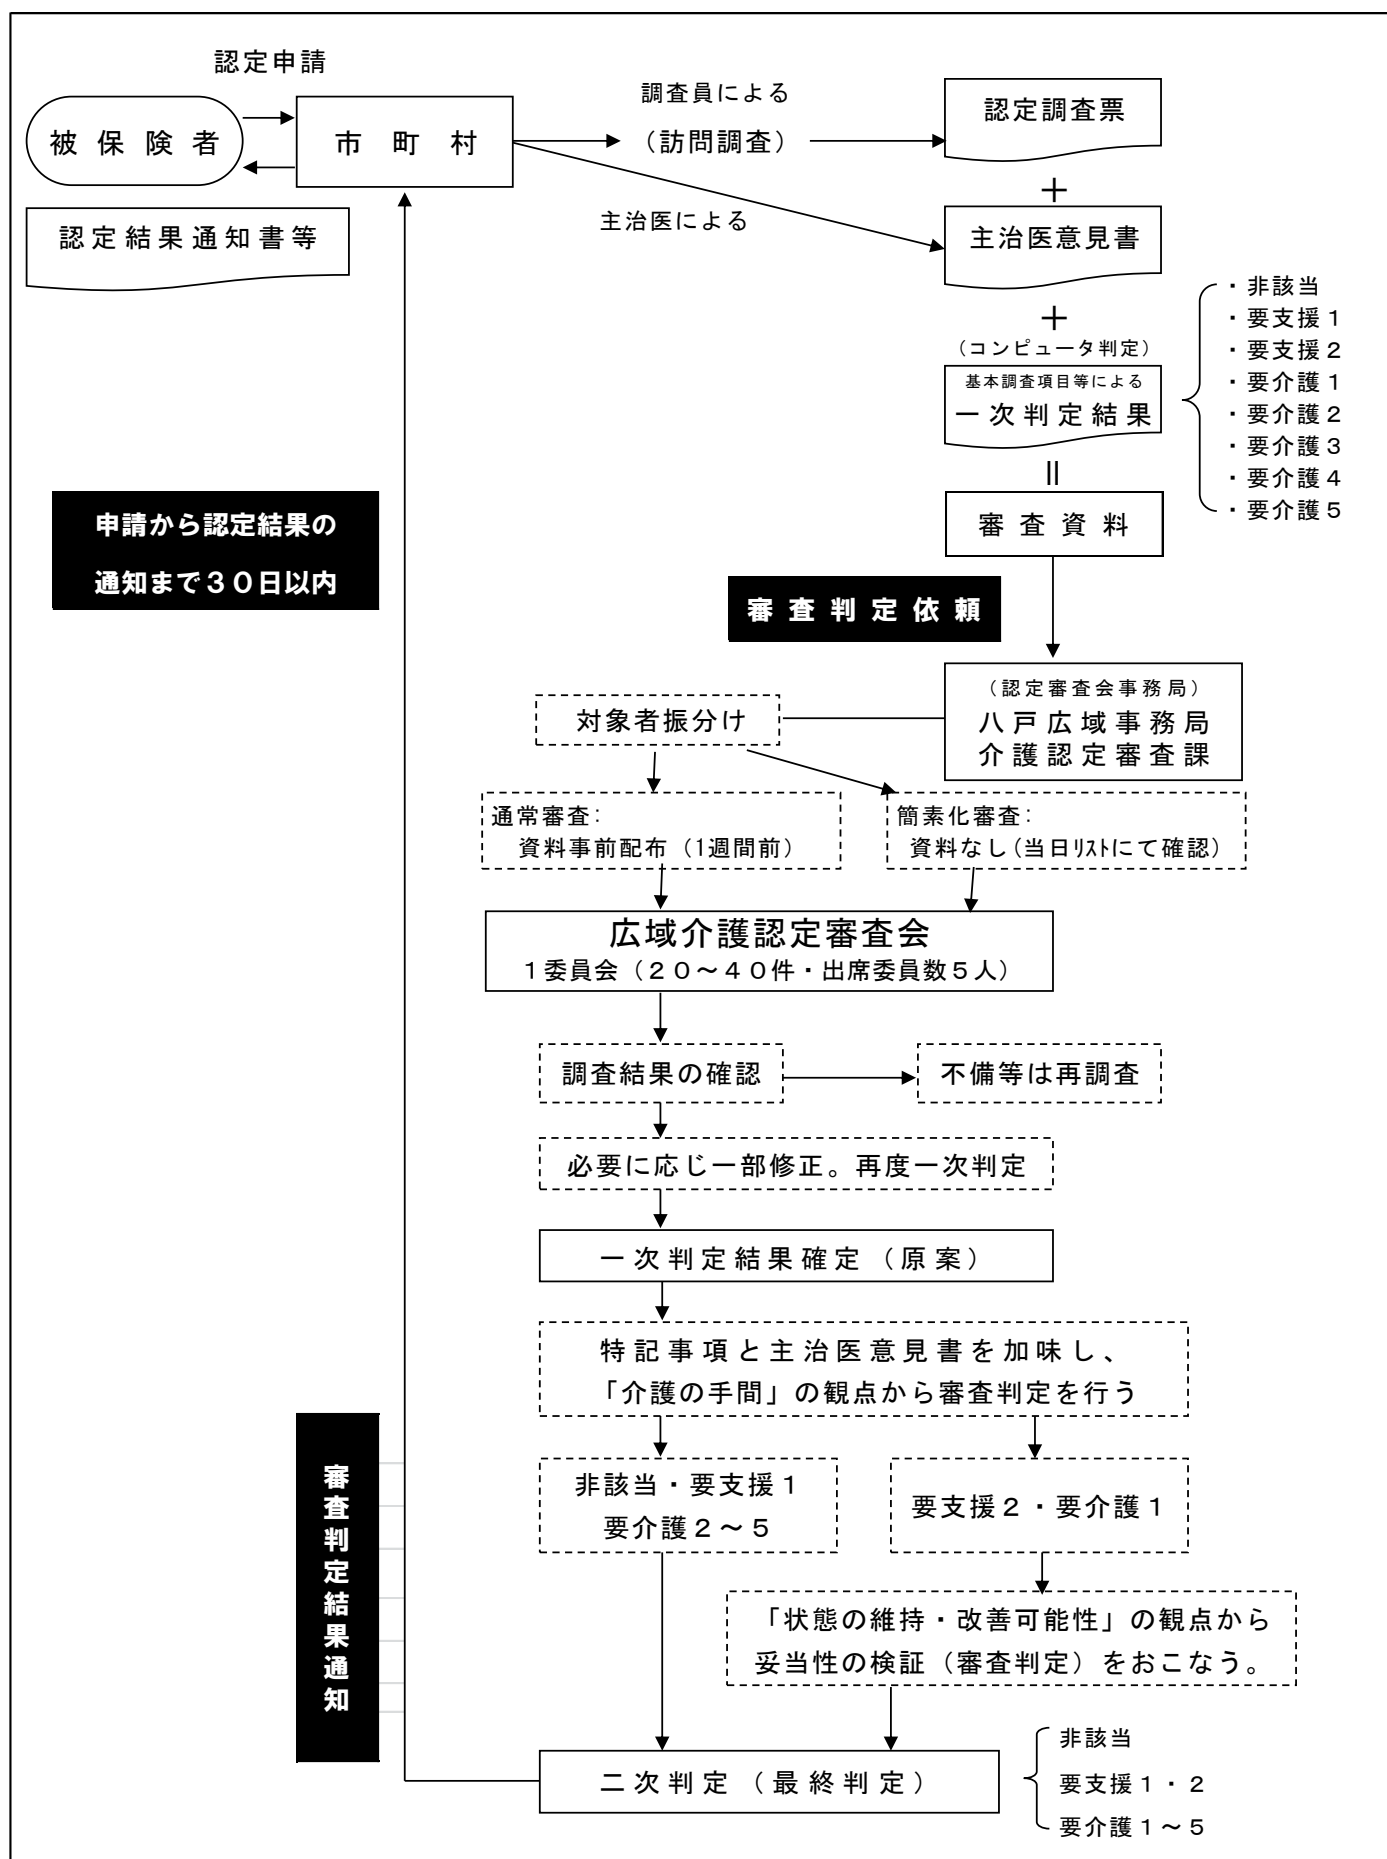 認定申請
被保険者
市町村
調査員による
（訪問調査）
認定調査票
＋
主治医による
主治医意見書
認定結果通知書等
＋
（コンピュータ判定）
基本調査項目等による
一次判定結果
・非該当
・要支援１
・要支援２
・要介護１
・要介護２
・要介護３
・要介護４
・要介護５
＝
審査資料
申請から認定結果の
通知まで３０日以内
審査判定依頼
（認定審査会事務局）
八戸広域事務局
介護認定審査課
対象者振分け
通常審査：
資料事前配布（1週間前）
簡素化審査：
資料なし(当日ﾘｽﾄにて確認)
広域介護認定審査会
１委員会（２０～４０件・出席委員数５人）
調査結果の確認
不備等は再調査
必要に応じ一部修正。再度一次判定
一次判定結果確定（原案）
特記事項と主治医意見書を加味し、
「介護の手間」の観点から審査判定を行う
非該当・要支援１
要介護２～５
要支援２・要介護１
「状態の維持・改善可能性」の観点から
妥当性の検証（審査判定）をおこなう。
審査判定結果通知
二次判定（最終判定）
非該当
要支援１・２
要介護１～５